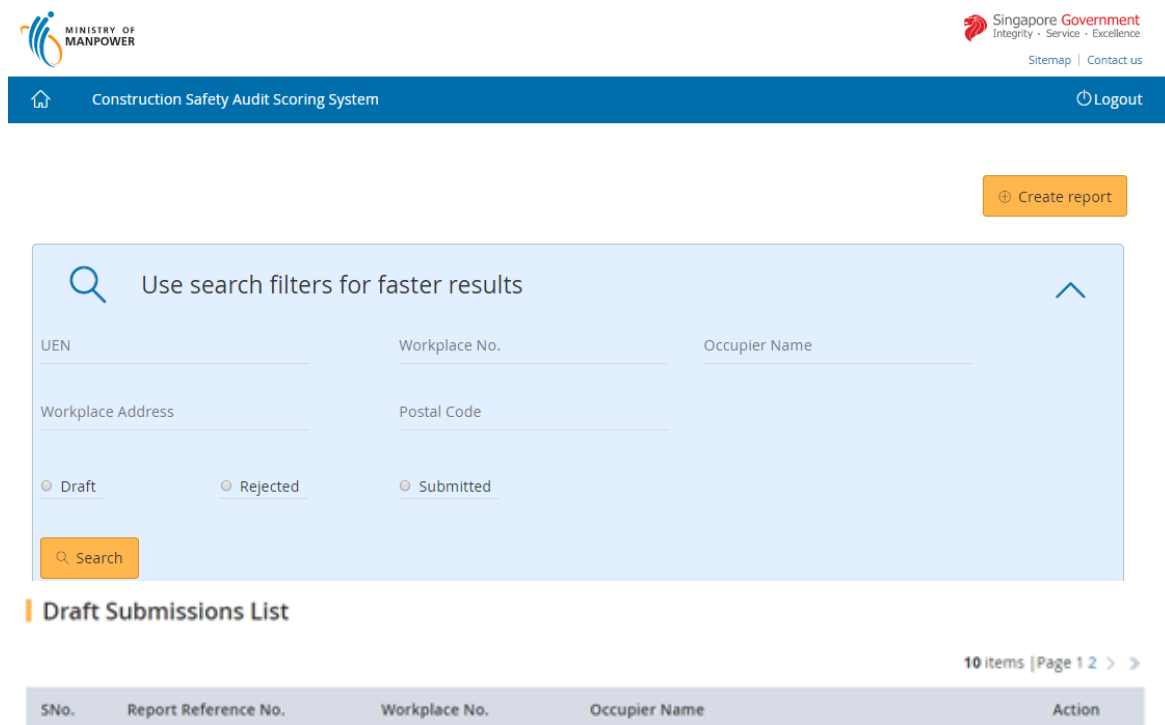 MINISTRY OF
MANPOWER
Singapore Government
Integrity · Service · Excellence
Sitemap | Contact us
Construction Safety Audit Scoring System
Logout
Create report
Use search filters for faster results
UEN Workplace No. Occupier Name
Workplace Address Postal Code
Draft Rejected Submitted
Search
Draft Submissions List
10 items |Page 1 2 > »
SNo. Report Reference No. Workplace No. Occupier Name Action